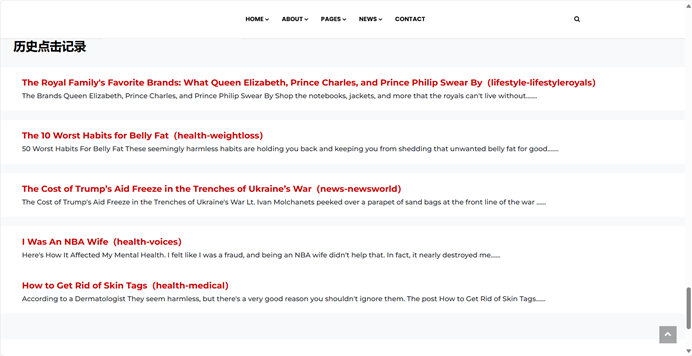 HOME ABOUT PAGES NEWS CONTACT
历史点击记录
The Royal Family's Favorite Brands: What Queen Elizabeth, Prince Charles, and Prince Philip Swear By（lifestyle-lifestyleroyals）
The Brands Queen Elizabeth, Prince Charles, and Prince Philip Swear By Shop the notebooks, jackets, and more that the royals can't live without......
The 10 Worst Habits for Belly Fat（health-weightloss）
50 Worst Habits For Belly Fat These seemingly harmless habits are holding you back and keeping you from shedding that unwanted belly fat for good......
The Cost of Trump's Aid Freeze in the Trenches of Ukraine's War（news-newsworld）
The Cost of Trump's Aid Freeze in the Trenches of Ukraine's War Lt. Ivan Molchanets peeked over a parapet of sand bags at the front line of the war ......
I Was An NBA Wife（health-voices）
Here's How It Affected My Mental Health. I felt like I was a fraud, and being an NBA wife didn't help that. In fact, it nearly destroyed me......
How to Get Rid of Skin Tags（health-medical）
According to a Dermatologist They seem harmless, but there's a very good reason you shouldn't ignore them. The post How to Get Rid of Skin Tags......